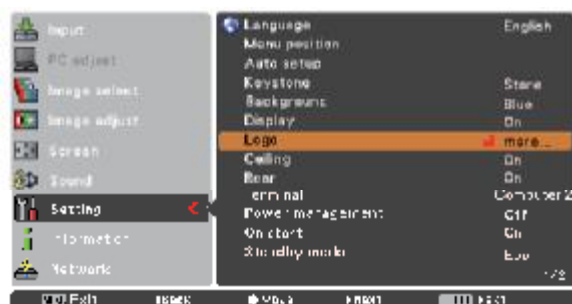 Input
PC adjust
Image select
Image adjust
Screen
Sound
Setting
Information
Network
Language English
Menu position
Auto setup
Keystone Store
Background Blue
Display On
Logo more...
Ceiling On
Rear On
Terminal Computer 2
Power management Off
On start On
Standby mode Eco
1/2
Exit Back Move Next Next